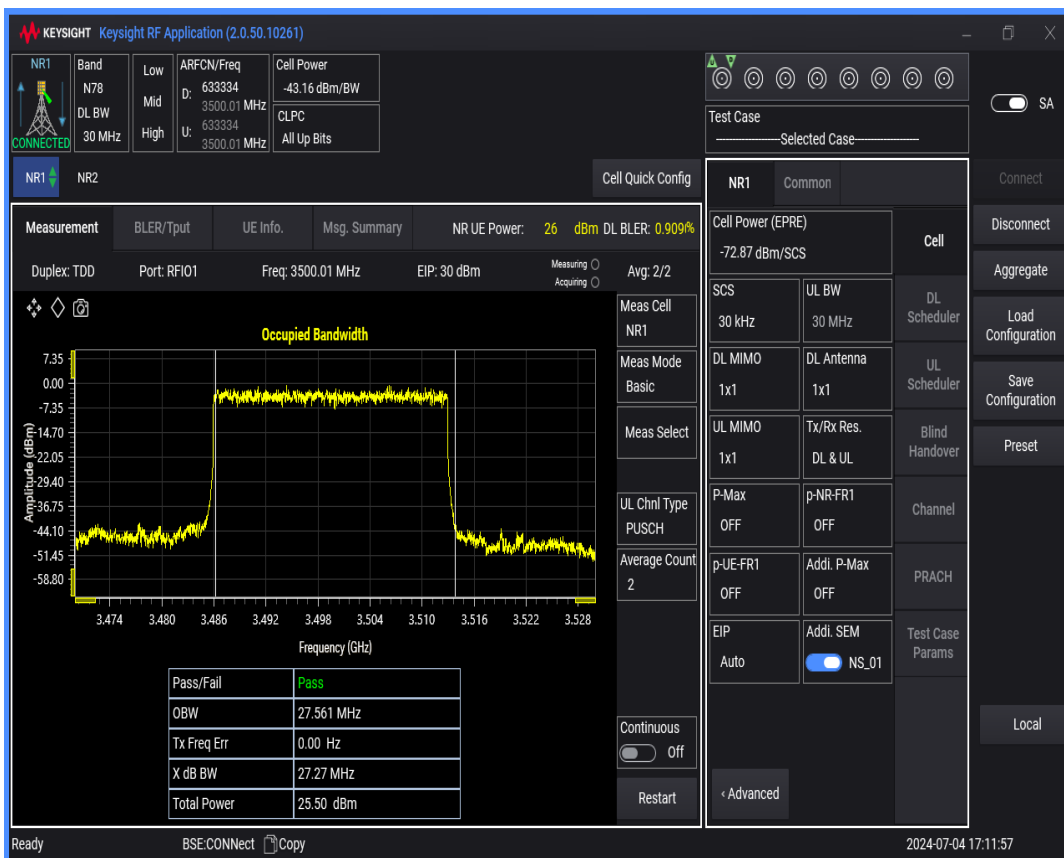 KEYSIGHT Keysight RF Application (2.0.50.10261)
NR1
CONNECTED
Band
N78
DL BW
30 MHz
Low
Mid
High
ARFCN/Freq
D: 633334
3500.01 MHz
U: 633334
3500.01 MHz
Cell Power
-43.16 dBm/BW
CLPC
All Up Bits
Test Case
-----------------Selected Case-----------------
SA
NR1 NR2 Cell Quick Config
Measurement BLER/Tput UE Info. Msg. Summary NR UE Power: 26 dBm DL BLER: 0.909%
Duplex: TDD Port: RFIO1 Freq: 3500.01 MHz EIP: 30 dBm Measuring Acquiring Avg: 2/2
Occupied Bandwidth
Amplitude (dBm)
7.35
0.00
-7.35
-14.70
-22.05
-29.40
-36.75
-44.10
-51.45
-58.80
3.474 3.480 3.486 3.492 3.498 3.504 3.510 3.516 3.522 3.528
Frequency (GHz)
Pass/Fail Pass
OBW 27.561 MHz
Tx Freq Err 0.00 Hz
X dB BW 27.27 MHz
Total Power 25.50 dBm
Meas Cell
NR1
Meas Mode
Basic
Meas Select
UL Chnl Type
PUSCH
Average Count
2
Continuous
Off
Restart
NR1 Common
Cell Power (EPRE)
-72.87 dBm/SCS
SCS
30 kHz
UL BW
30 MHz
DL MIMO
1x1
DL Antenna
1x1
UL MIMO
1x1
Tx/Rx Res.
DL & UL
P-Max
OFF
p-NR-FR1
OFF
p-UE-FR1
OFF
Addi. P-Max
OFF
EIP
Auto
Addi. SEM
NS_01
‹ Advanced
Cell
DL
Scheduler
UL
Scheduler
Blind
Handover
Channel
PRACH
Test Case
Params
Connect
Disconnect
Aggregate
Load
Configuration
Save
Configuration
Preset
Local
Ready BSE:CONNect Copy 2024-07-04 17:11:57